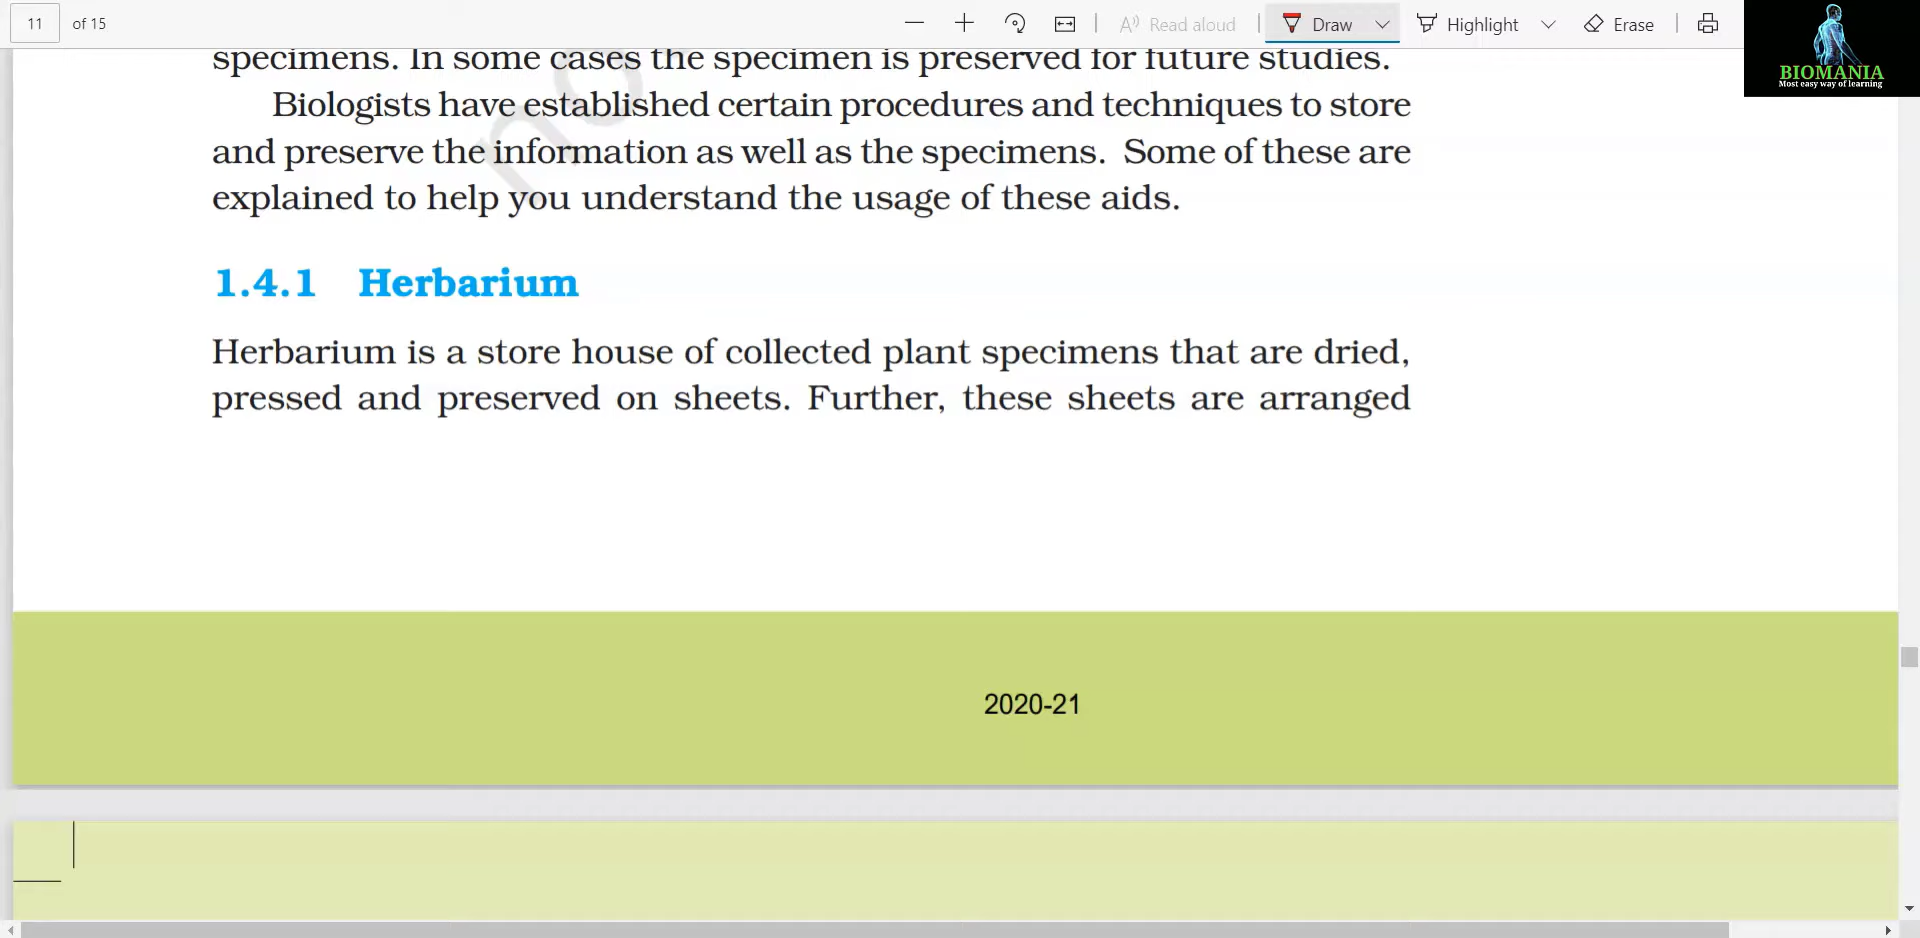 11 of 15
Read aloud
Draw
Highlight
Erase
BIOMANIA
Most easy way of learning
specimens. In some cases the specimen is preserved for future studies.
Biologists have established certain procedures and techniques to store
and preserve the information as well as the specimens. Some of these are
explained to help you understand the usage of these aids.
1.4.1 Herbarium
Herbarium is a store house of collected plant specimens that are dried,
pressed and preserved on sheets. Further, these sheets are arranged
no
2020-21